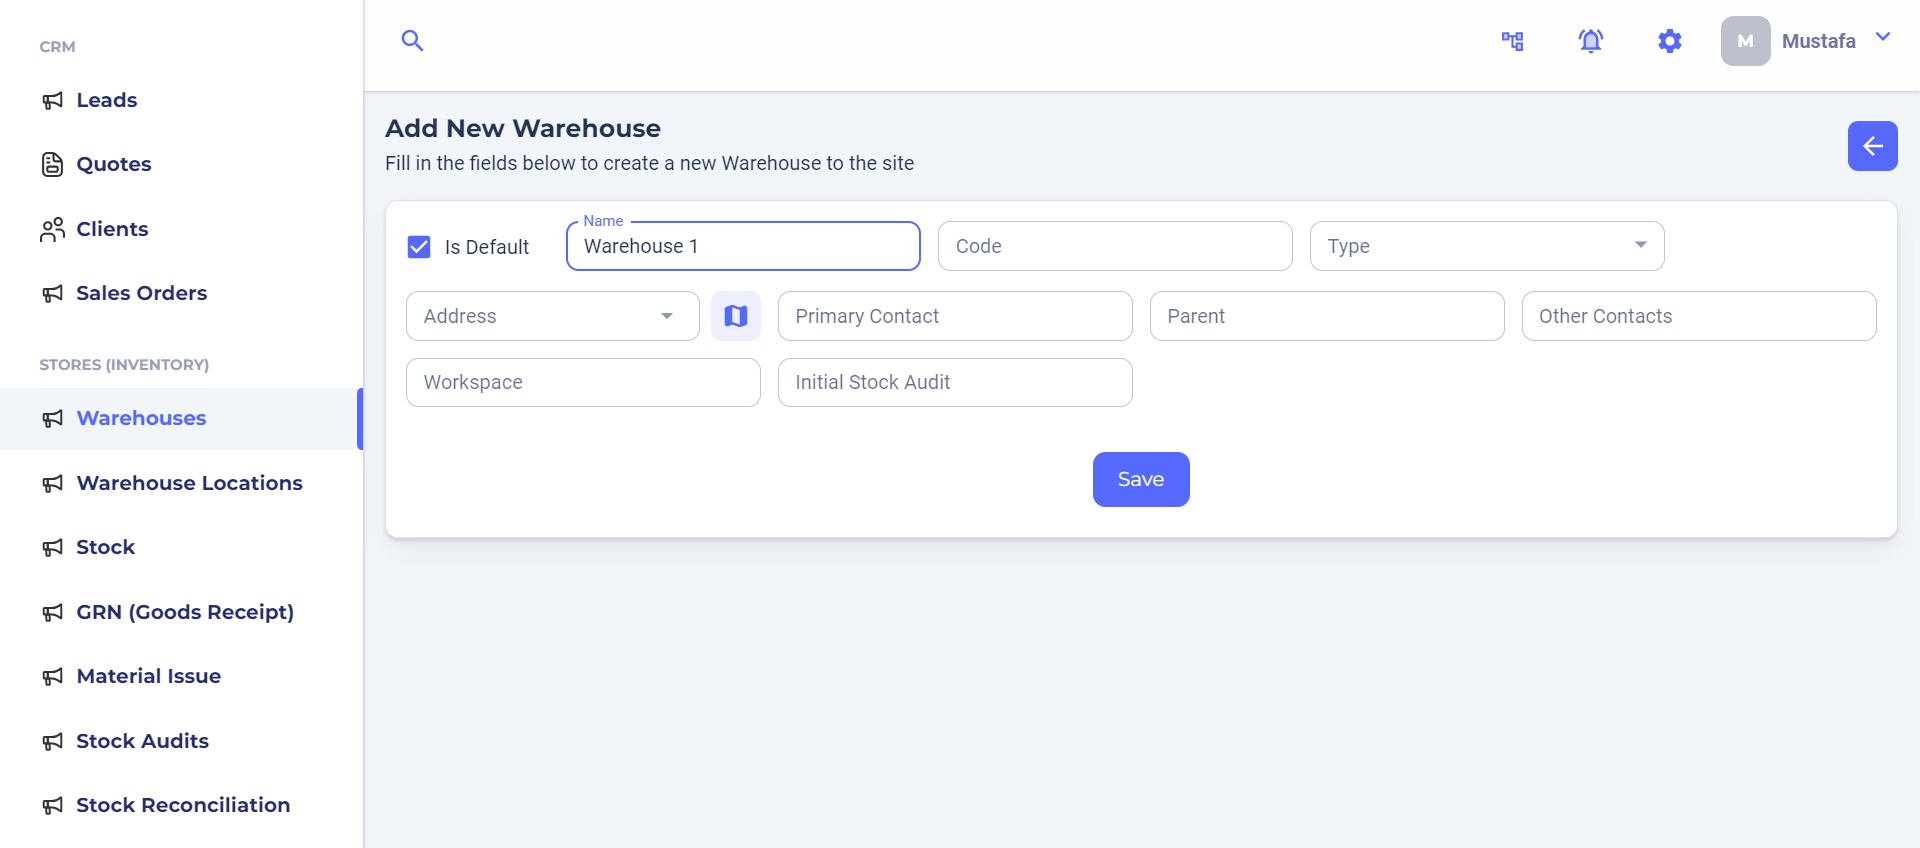 CRM
Leads
Quotes
Clients
Sales Orders
STORES (INVENTORY)
Warehouses
Warehouse Locations
Stock
GRN (Goods Receipt)
Material Issue
Stock Audits
Stock Reconciliation
M Mustafa
Add New Warehouse
Fill in the fields below to create a new Warehouse to the site
Name
Is Default Warehouse 1 Code Type
Address Primary Contact Parent Other Contacts
Workspace Initial Stock Audit
Save